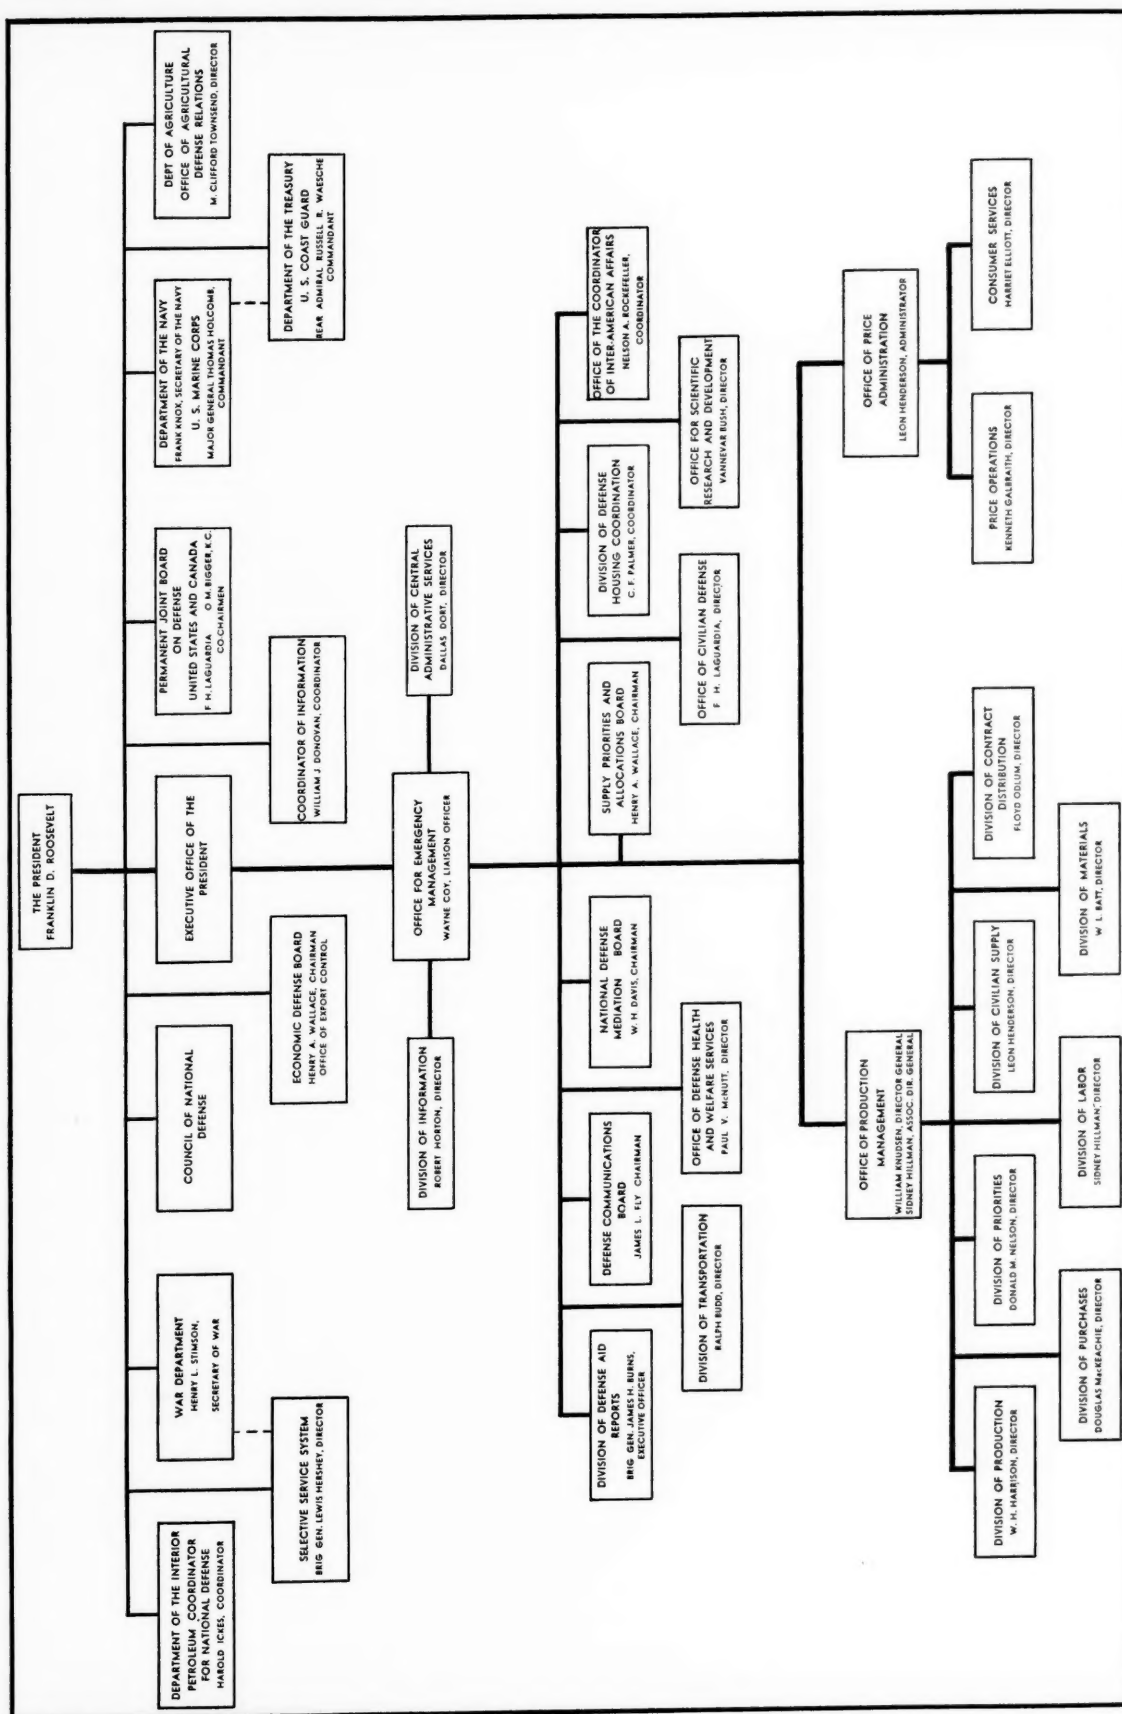 THE PRESIDENT
FRANKLIN D. ROOSEVELT
DEPARTMENT OF THE INTERIOR
PETROLEUM COORDINATOR
FOR NATIONAL DEFENSE
HAROLD ICKES, COORDINATOR
WAR DEPARTMENT
HENRY L. STIMSON,
SECRETARY OF WAR
COUNCIL OF NATIONAL
DEFENSE
EXECUTIVE OFFICE OF THE
PRESIDENT
PERMANENT JOINT BOARD
ON DEFENSE
UNITED STATES AND CANADA
F. H. LAGUARDIA O M. BIGGER, K.C.
CO-CHAIRMEN
DEPARTMENT OF THE NAVY
FRANK KNOX, SECRETARY OF THE NAVY
U. S. MARINE CORPS
MAJOR GENERAL THOMAS HOLCOMB,
COMMANDANT
DEPT OF AGRICULTURE
OFFICE OF AGRICULTURAL
DEFENSE RELATIONS
M. CLIFFORD TOWNSEND, DIRECTOR
SELECTIVE SERVICE SYSTEM
BRIG GEN. LEWIS HERSHEY, DIRECTOR
ECONOMIC DEFENSE BOARD
HENRY A. WALLACE, CHAIRMAN
OFFICE OF EXPORT CONTROL
COORDINATOR OF INFORMATION
WILLIAM J DONOVAN, COORDINATOR
DEPARTMENT OF THE TREASURY
U. S. COAST GUARD
REAR ADMIRAL RUSSELL R. WAESCHE
COMMANDANT
DIVISION OF INFORMATION
ROBERT HORTON, DIRECTOR
OFFICE FOR EMERGENCY
MANAGEMENT
WAYNE COY, LIAISON OFFICER
DIVISION OF CENTRAL
ADMINISTRATIVE SERVICES
DALLAS DORT, DIRECTOR
DIVISION OF DEFENSE AID
REPORTS
BRIG GEN. JAMES H. BURNS,
EXECUTIVE OFFICER
DEFENSE COMMUNICATIONS
BOARD
JAMES L. FLY CHAIRMAN
NATIONAL DEFENSE
MEDIATION BOARD
W. H DAVIS, CHAIRMAN
SUPPLY PRIORITIES AND
ALLOCATIONS BOARD
HENRY A. WALLACE, CHAIRMAN
DIVISION OF DEFENSE
HOUSING COORDINATION
C. F. PALMER, COORDINATOR
OFFICE OF THE COORDINATOR
OF INTER-AMERICAN AFFAIRS
NELSON A. ROCKEFELLER,
COORDINATOR
DIVISION OF TRANSPORTATION
RALPH BUDD, DIRECTOR
OFFICE OF DEFENSE HEALTH
AND WELFARE SERVICES
PAUL V. McNUTT, DIRECTOR
OFFICE OF CIVILIAN DEFENSE
F H. LAGUARDIA, DIRECTOR
OFFICE FOR SCIENTIFIC
RESEARCH AND DEVELOPMENT
VANNEVAR BUSH, DIRECTOR
OFFICE OF PRODUCTION
MANAGEMENT
WILLIAM KNUDSEN, DIRECTOR GENERAL
SIDNEY HILLMAN, ASSOC. DIR. GENERAL
OFFICE OF PRICE
ADMINISTRATION
LEON HENDERSON, ADMINISTRATOR
DIVISION OF PRODUCTION
W. H. HARRISON, DIRECTOR
DIVISION OF PRIORITIES
DONALD M. NELSON, DIRECTOR
DIVISION OF CIVILIAN SUPPLY
LEON HENDERSON, DIRECTOR
DIVISION OF CONTRACT
DISTRIBUTION
FLOYD ODLUM, DIRECTOR
PRICE OPERATIONS
KENNETH GALBRAITH, DIRECTOR
CONSUMER SERVICES
HARRIET ELLIOTT, DIRECTOR
DIVISION OF PURCHASES
DOUGLAS MacKEACHIE, DIRECTOR
DIVISION OF LABOR
SIDNEY HILLMAN, DIRECTOR
DIVISION OF MATERIALS
W L. BATT, DIRECTOR